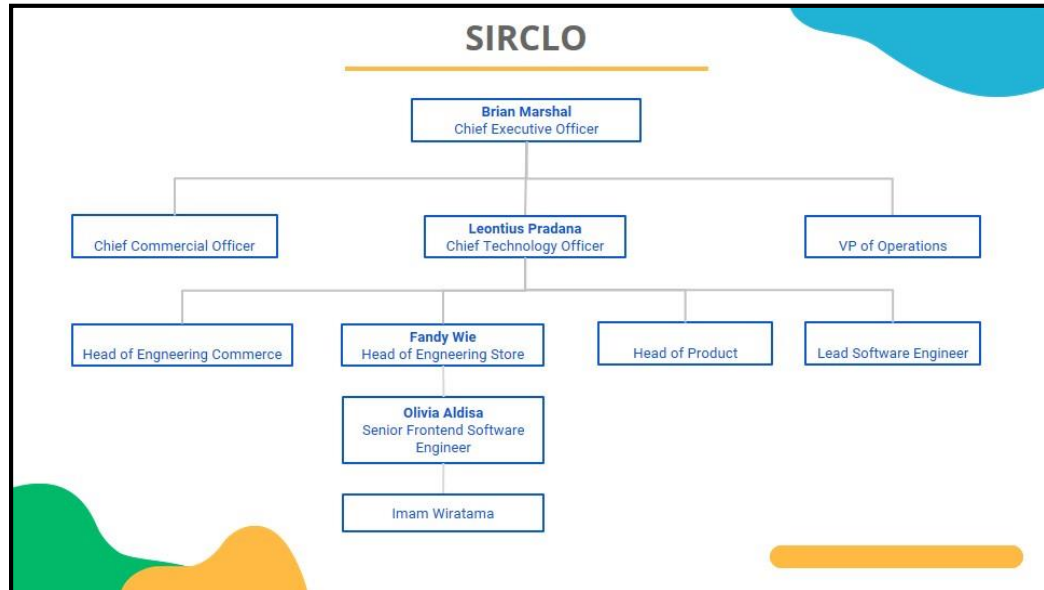 SIRCLO
Brian Marshal
Chief Executive Officer
Chief Commercial Officer
Leontius Pradana
Chief Technology Officer
VP of Operations
Head of Engneering Commerce
Fandy Wie
Head of Engneering Store
Head of Product
Lead Software Engineer
Olivia Aldisa
Senior Frontend Software
Engineer
Imam Wiratama